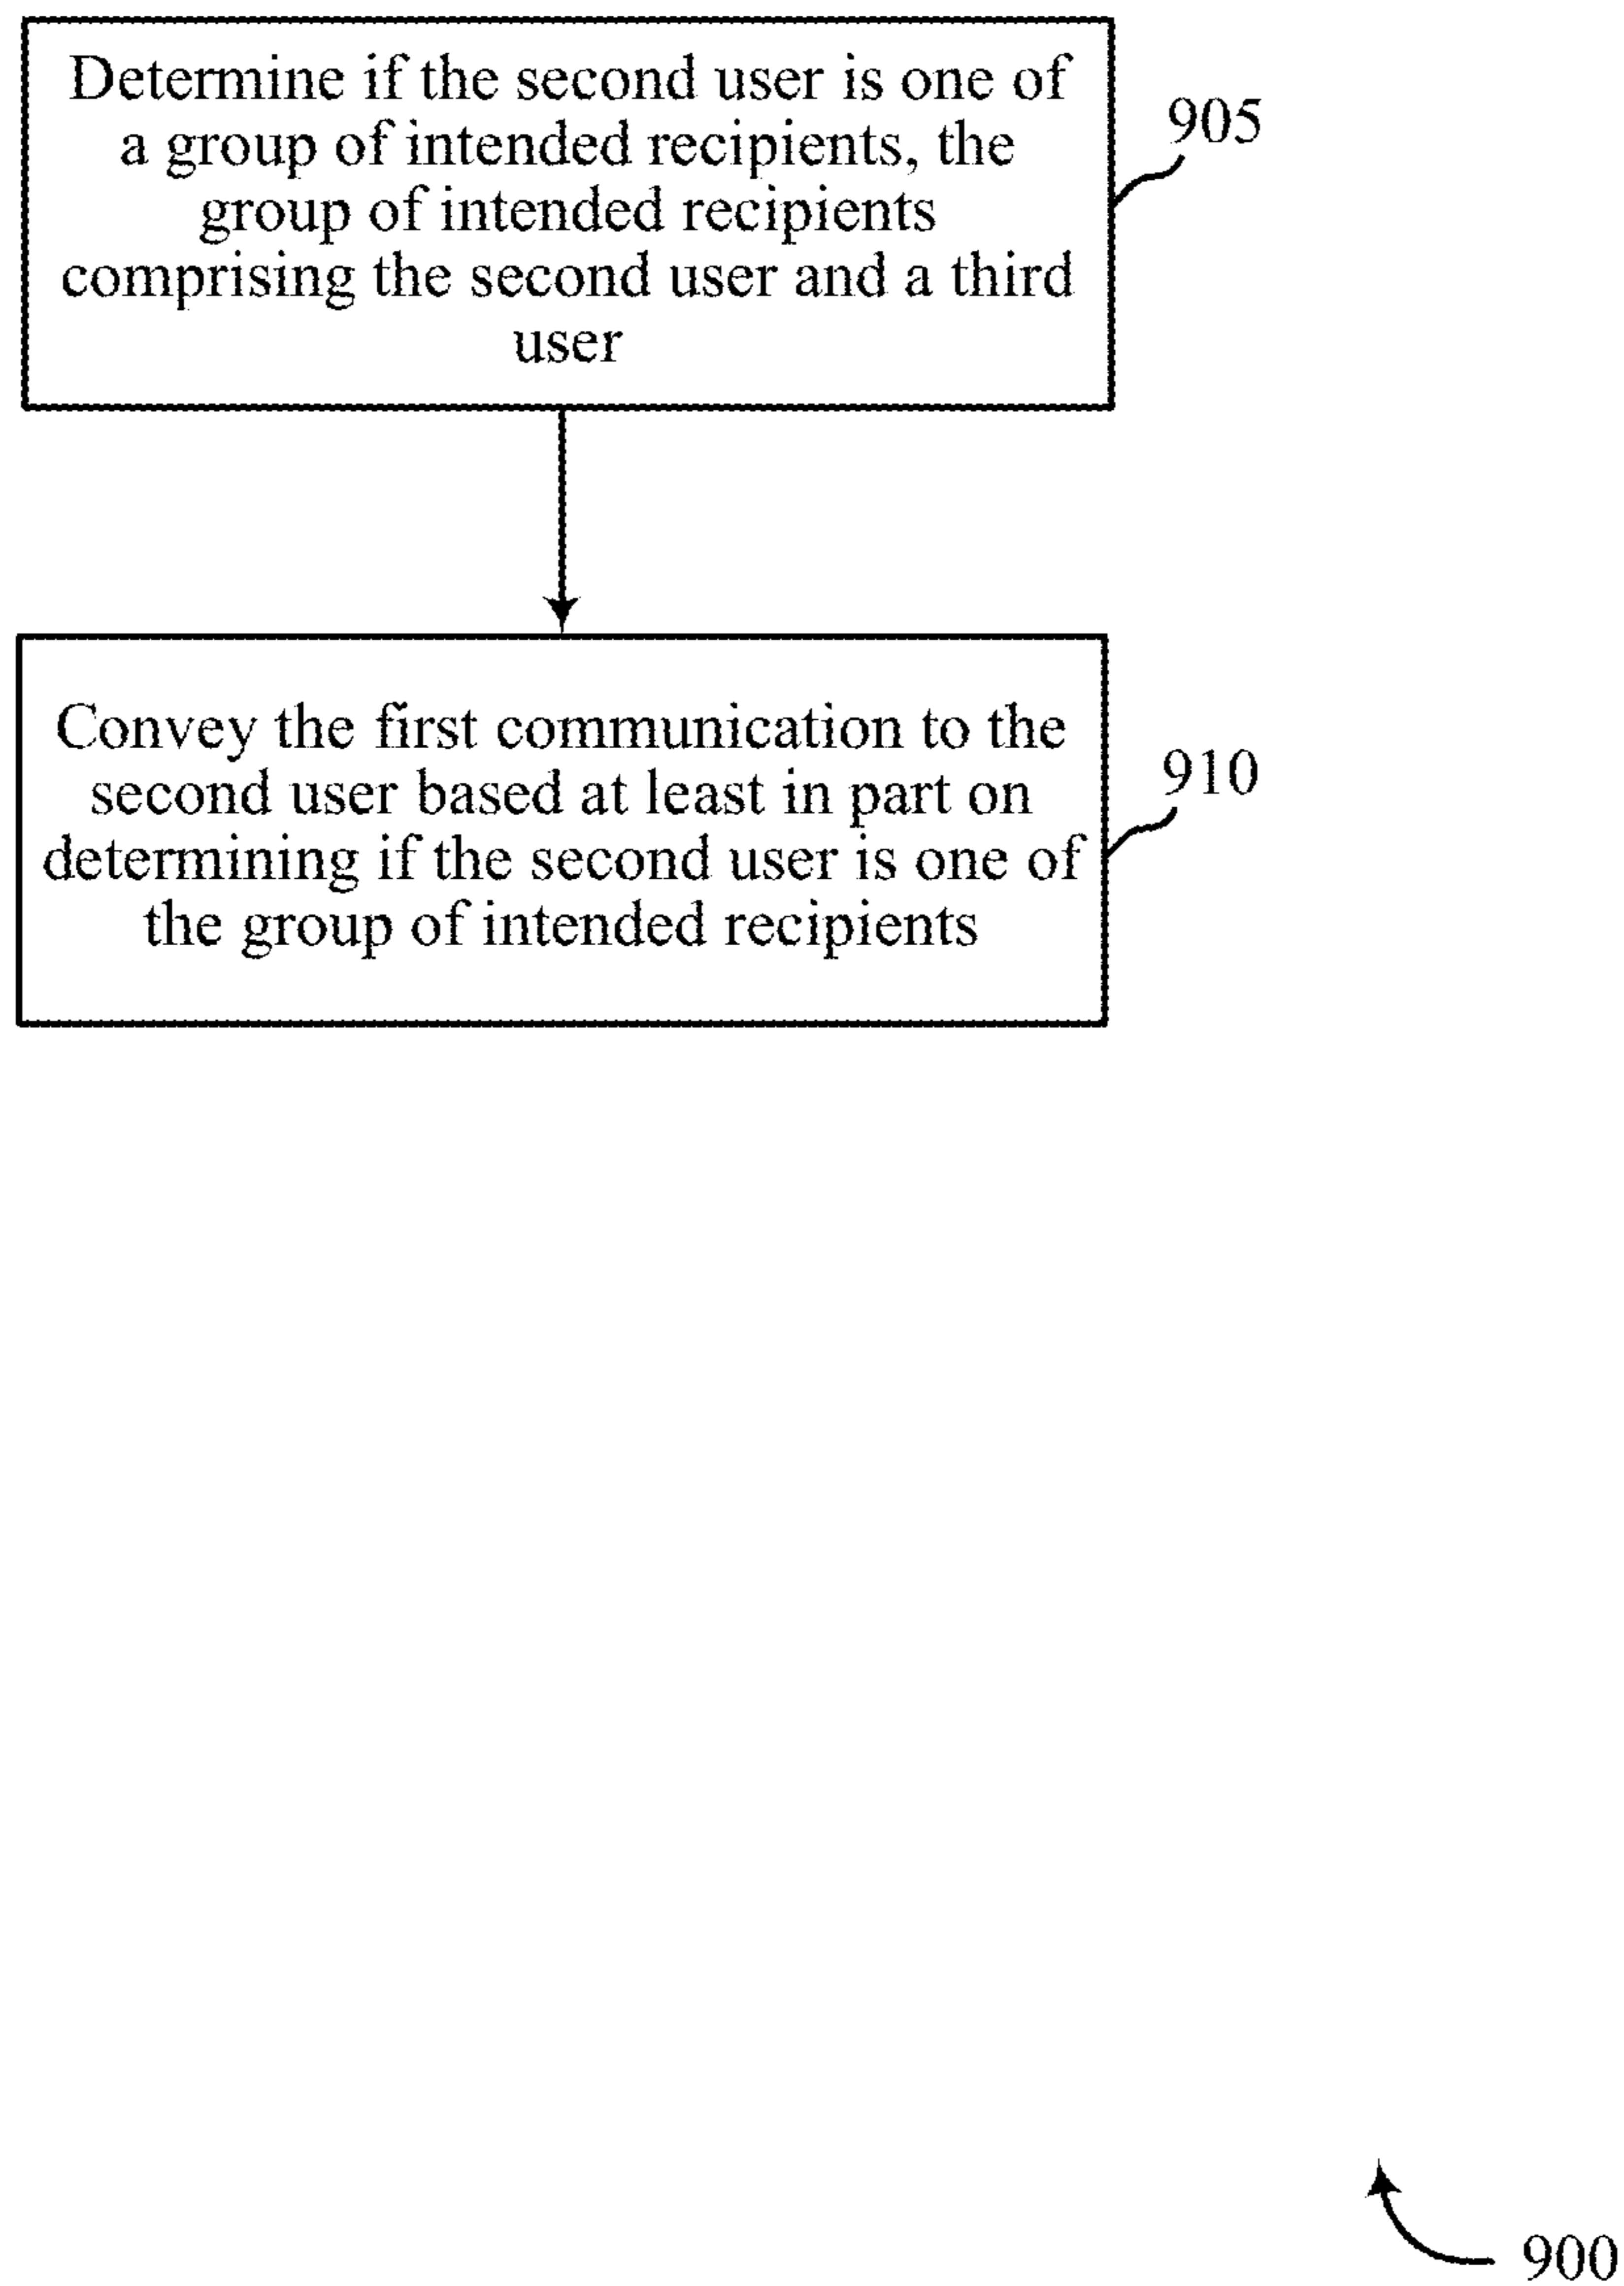 Determine if the second user is one of
a group of intended recipients, the
group of intended recipients
comprising the second user and a third
user
905
Convey the first communication to the
second user based at least in part on
determining if the second user is one of
the group of intended recipients
910
900